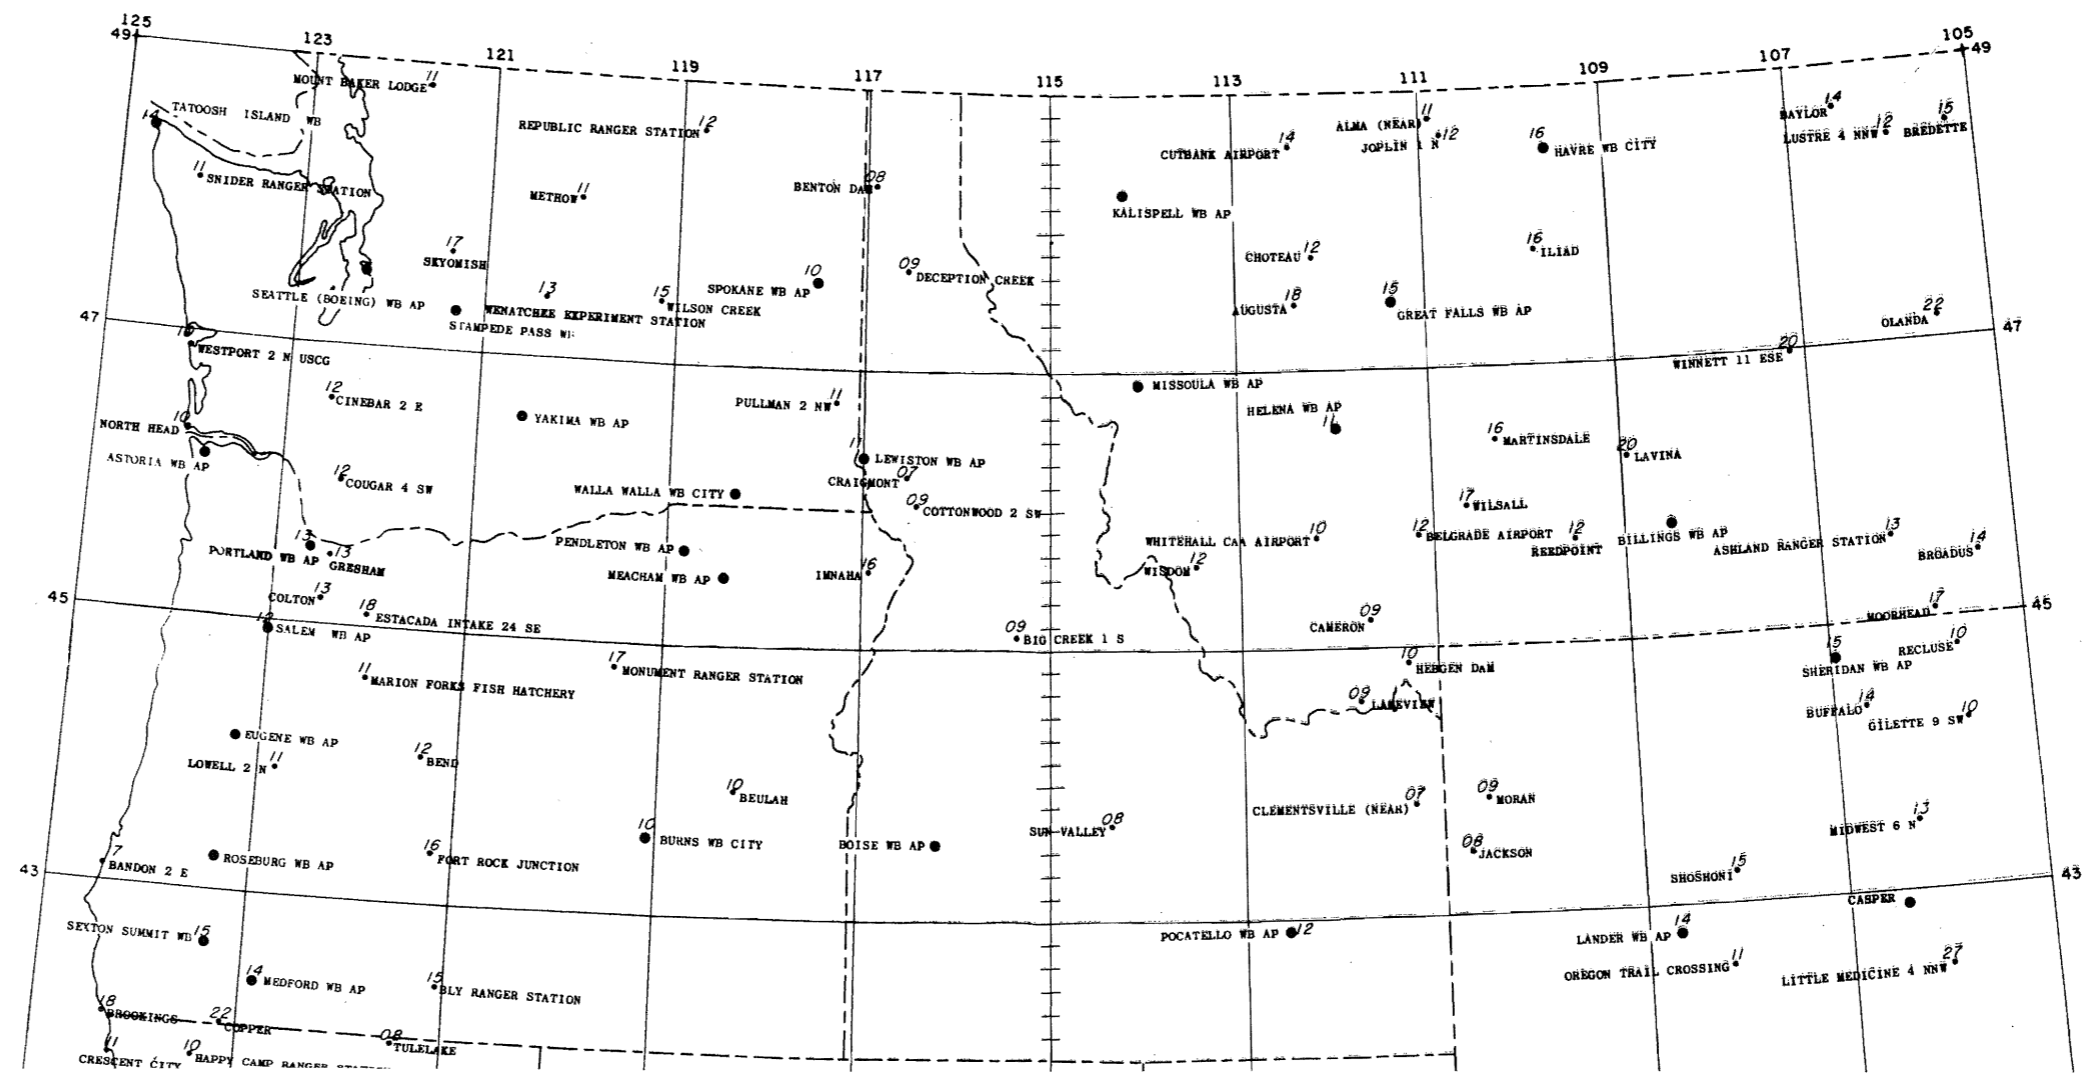 125
49
123
121
119
117
115
113
111
109
107
105
49
MOUNT BAKER LODGE 11
TATOOSH ISLAND WB
14
REPUBLIC RANGER STATION 12
11
SNIDER RANGER STATION
METHOW 11
BENTON DAM 08
17
SKYOMISH
SEATTLE (BOEING) WB AP
13
WENATCHEE EXPERIMENT STATION
STAMPEDE PASS WB
15
WILSON CREEK
SPOKANE WB AP 10
09
DECEPTION CREEK
CUTBANK AIRPORT 14
ALMA (NEAR) 11
JOPLIN 1 N 12
16
HAVRE WB CITY
14
LUSTRE 4 NNW 12
BREDETTE 15
KALISPELL WB AP
CHOTEAU 12
16
ILIAD
AUGUSTA 18
15
GREAT FALLS WB AP
OLANDA 22
47
47
WESTPORT 2 N USCG
WINNETT 11 ESE 20
12
CINEBAR 2 E
YAKIMA WB AP
PULLMAN 2 NW 11
MISSOULA WB AP
HELENA WB AP
NORTH HEAD 10
ASTORIA WB AP
11
LEWISTON WB AP
CRAIGMONT 07
16
MARTINSDALE
20
LAVINA
12
COUGAR 4 SW
WALLA WALLA WB CITY
09
COTTONWOOD 2 SW
17
WILSALL
PORTLAND WB AP 13
13
GRESHAM
PENDLETON WB AP
MEACHAM WB AP
IMNAHA 16
WHITEHALL CAA AIRPORT 10
WISDOM 12
12
BELGRADE AIRPORT
12
REEDPOINT
BILLINGS WB AP
ASHLAND RANGER STATION 13
BROADUS 14
45
COLTON 13
18
ESTACADA INTAKE 24 SE
SALEM WB AP
09
BIG CREEK 1 S
CAMERON 09
MOORHEAD 17
45
11
MARION FORKS FISH HATCHERY
17
MONUMENT RANGER STATION
10
HEBGEN DAM
09
LAKEVIEW
15
SHERIDAN WB AP
RECLUSE 10
BUFFALO 14
GILETTE 9 SW 10
EUGENE WB AP
LOWELL 2 N 11
12
BEND
10
BEULAH
CLEMENTSVILLE (NEAR) 07
09
MORAN
10
BURNS WB CITY
BOISE WB AP
SUN VALLEY 08
08
JACKSON
MIDWEST 6 N 13
43
7
BANDON 2 E
ROSEBURG WB AP
16
FORT ROCK JUNCTION
SHOSHONI 15
43
CASPER
SEXTON SUMMIT WB 15
POCATELLO WB AP 12
LANDER WB AP 14
14
MEDFORD WB AP
15
BLY RANGER STATION
OREGON TRAIL CROSSING 11
LITTLE MEDICINE 4 NNW 27
18
BROOKINGS
22
COPPER
08
TULELAKE
11
CRESCENT CITY
10
HAPPY CAMP RANGER